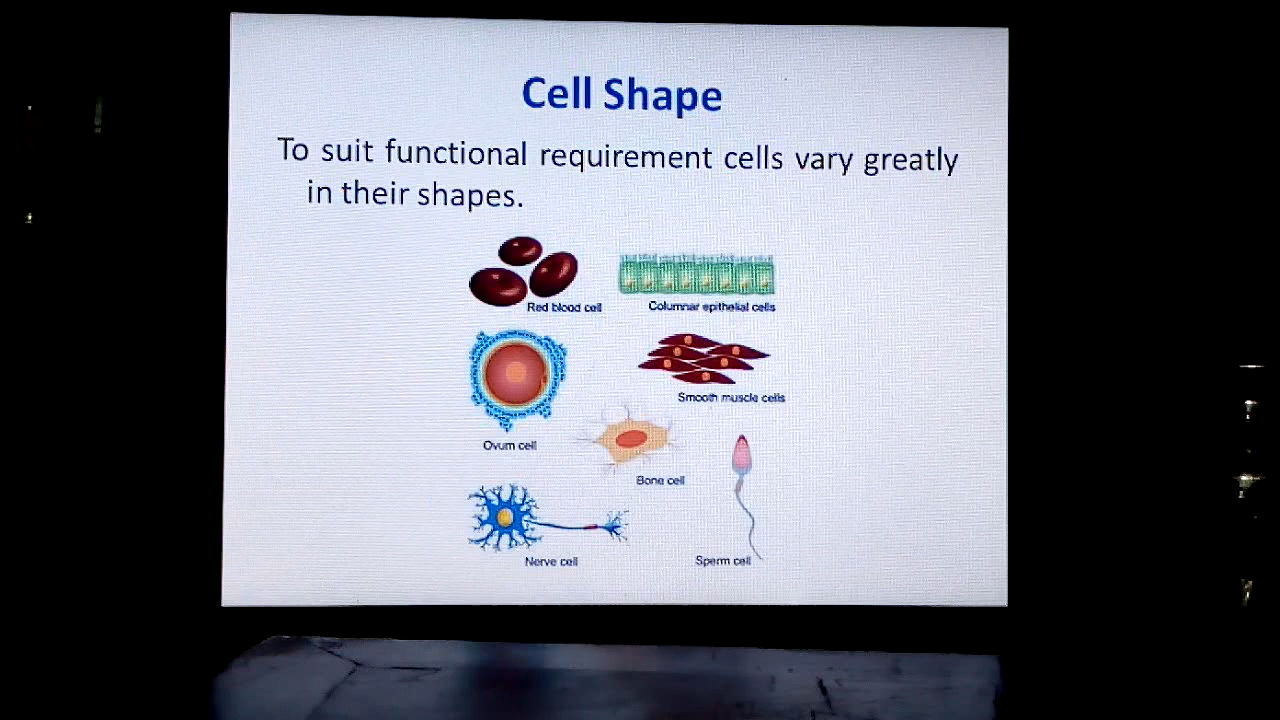 Cell Shape
To suit functional requirement cells vary greatly
in their shapes.
Red blood cell
Columnar epithelial cells
Ovum cell
Smooth muscle cells
Bone cell
Nerve cell
Sperm cell